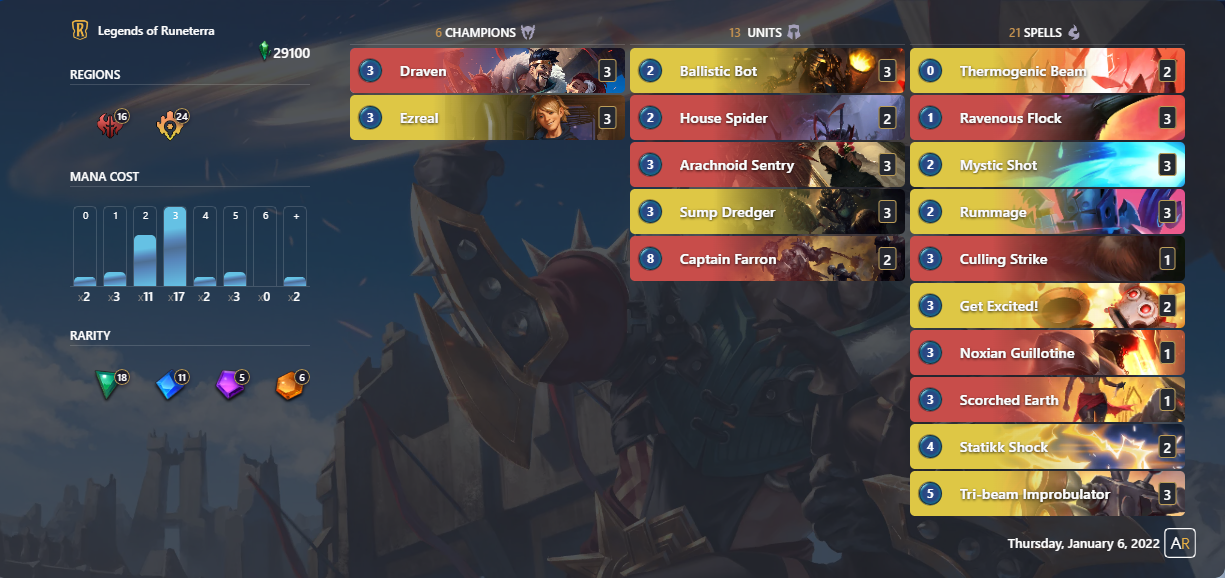 Legends of Runeterra
29100
REGIONS
16
24
MANA COST
0 1 2 3 4 5 6 +
x2 x3 x11 x17 x2 x3 x0 x2
RARITY
18 11 5 6
6 CHAMPIONS
3 Draven 3
3 Ezreal 3
13 UNITS
2 Ballistic Bot 3
2 House Spider 2
3 Arachnoid Sentry 3
3 Sump Dredger 3
8 Captain Farron 2
21 SPELLS
0 Thermogenic Beam 2
1 Ravenous Flock 3
2 Mystic Shot 3
2 Rummage 3
3 Culling Strike 1
3 Get Excited! 2
3 Noxian Guillotine 1
3 Scorched Earth 1
4 Statikk Shock 2
5 Tri-beam Improbulator 3
Thursday, January 6, 2022 AR